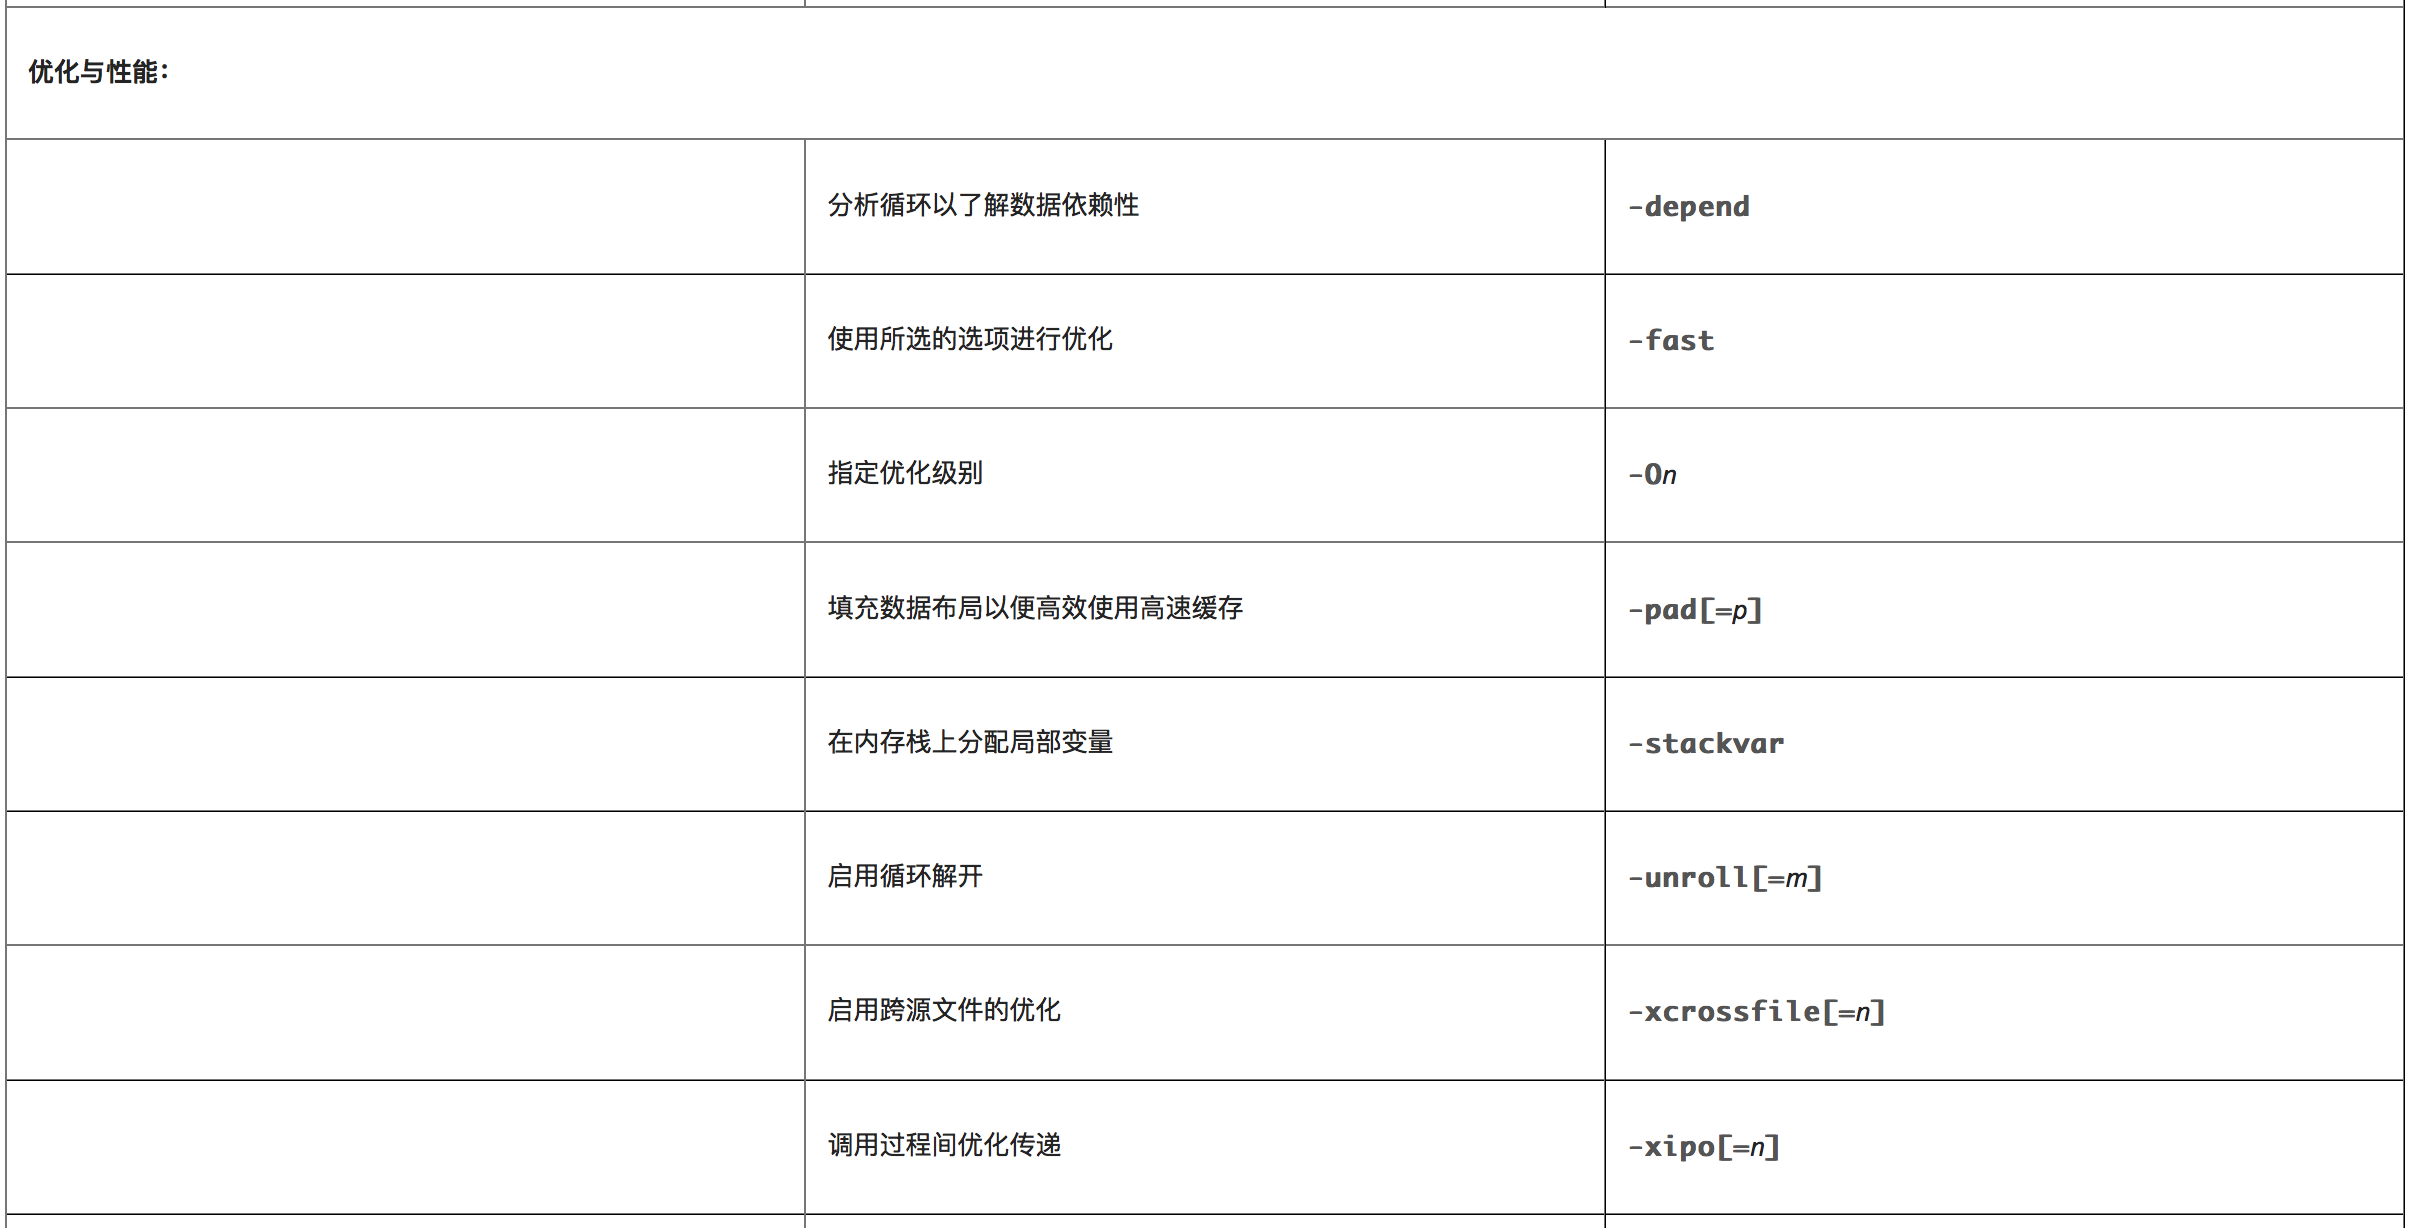 优化与性能：
分析循环以了解数据依赖性 -depend
使用所选的选项进行优化 -fast
指定优化级别 -On
填充数据布局以便高效使用高速缓存 -pad[=p]
在内存栈上分配局部变量 -stackvar
启用循环解开 -unroll[=m]
启用跨源文件的优化 -xcrossfile[=n]
调用过程间优化传递 -xipo[=n]